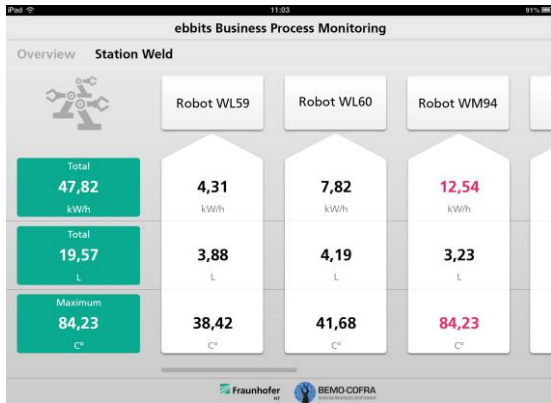 iPad 11:03 91%
ebbits Business Process Monitoring
Overview Station Weld
Robot WL59 Robot WL60 Robot WM94
Total
47,82 4,31 7,82 12,54
kW/h kW/h kW/h kW/h
Total
19,57 3,88 4,19 3,23
L L L L
Maximum
84,23 38,42 41,68 84,23
C° C° C° C°
Fraunhofer BEMO-COFRA
FIT